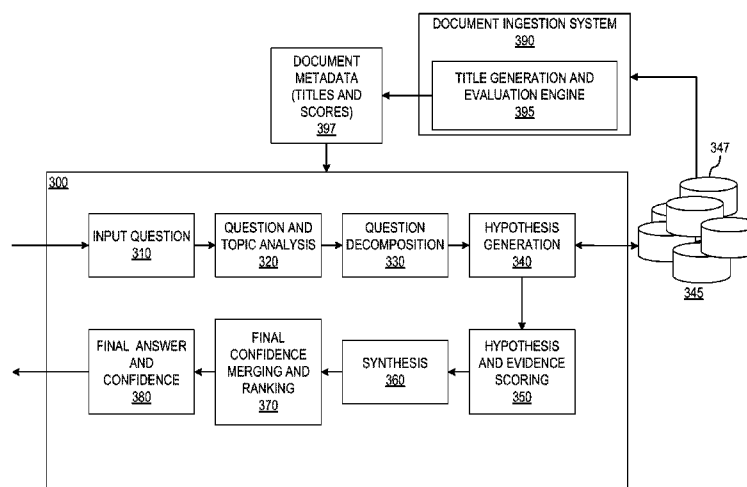 DOCUMENT INGESTION SYSTEM
390
TITLE GENERATION AND
EVALUATION ENGINE
395
DOCUMENT
METADATA
(TITLES AND
SCORES)
397
347
345
300
INPUT QUESTION
310
QUESTION AND
TOPIC ANALYSIS
320
QUESTION
DECOMPOSITION
330
HYPOTHESIS
GENERATION
340
FINAL ANSWER
AND
CONFIDENCE
380
FINAL
CONFIDENCE
MERGING AND
RANKING
370
SYNTHESIS
360
HYPOTHESIS
AND EVIDENCE
SCORING
350